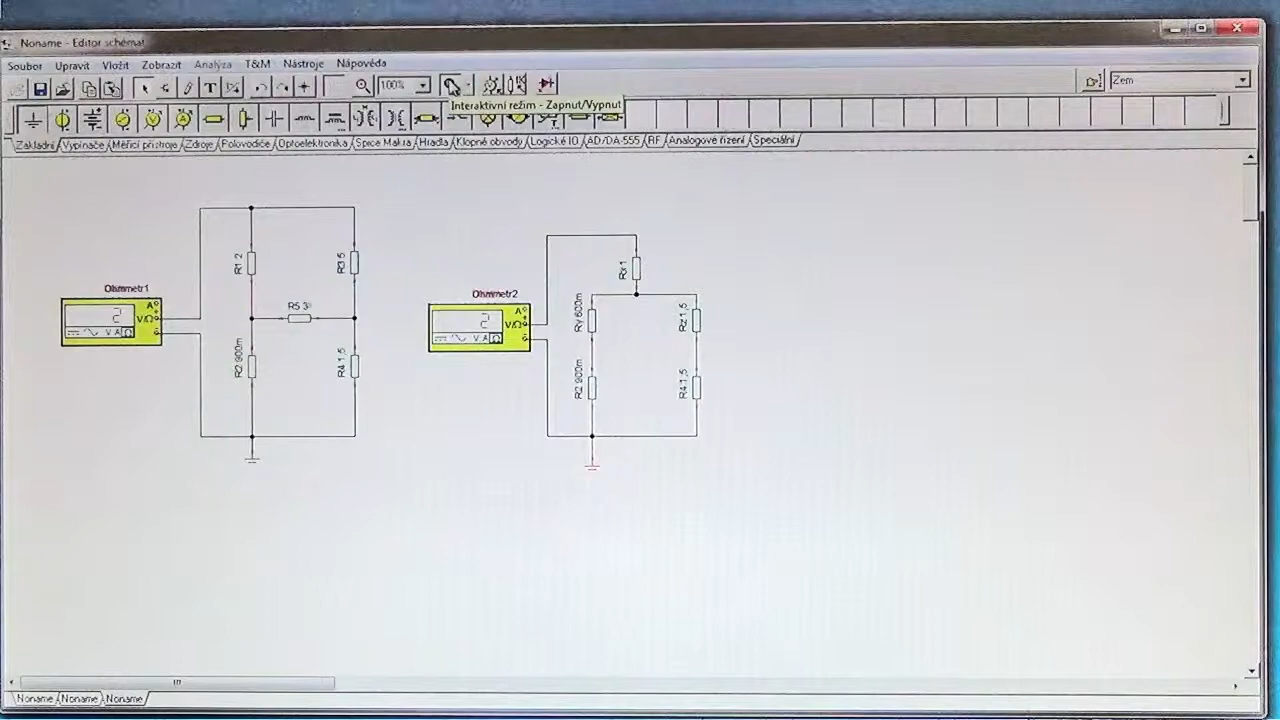 Noname - Editor schémat
Soubor Upravit Vložit Zobrazit Analýza T&M Nástroje Nápověda
T 100% Zem
Interaktivní režim - Zapnut/Vypnut
Základní Vypínače Měřicí přístroje Zdroje Polovodiče Optoelektronika Spice Makra Hradla Klopné obvody Logické IO AD/DA-555 RF Analogové řízení Speciální
R1 2
R3 5
Rx 1
Ohmmetr1
A
V/Ω
2
V A Ω
Ohmmetr2
A
V/Ω
2
V A Ω
R5 3
Ry 600m
Rz 1,5
R2 900m
R4 1,5
R2 900m
R4 1,5
Noname Noname Noname